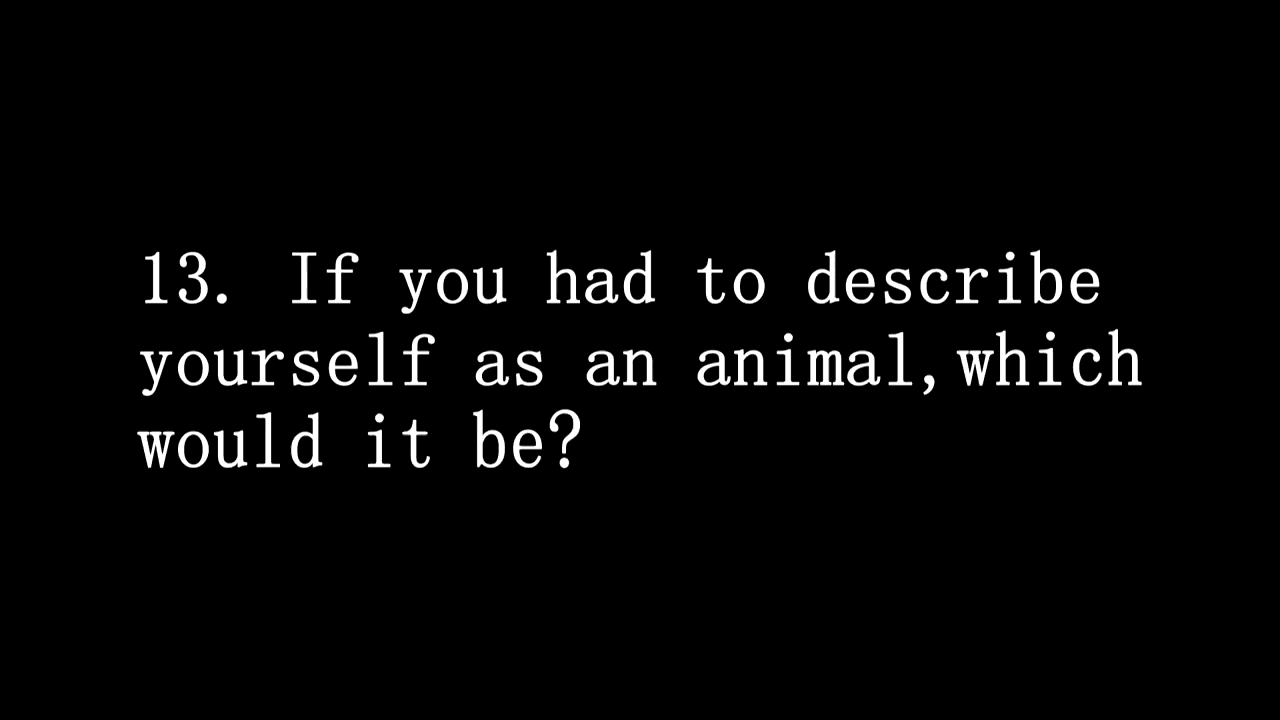 13. If you had to describe
yourself as an animal,which
would it be?